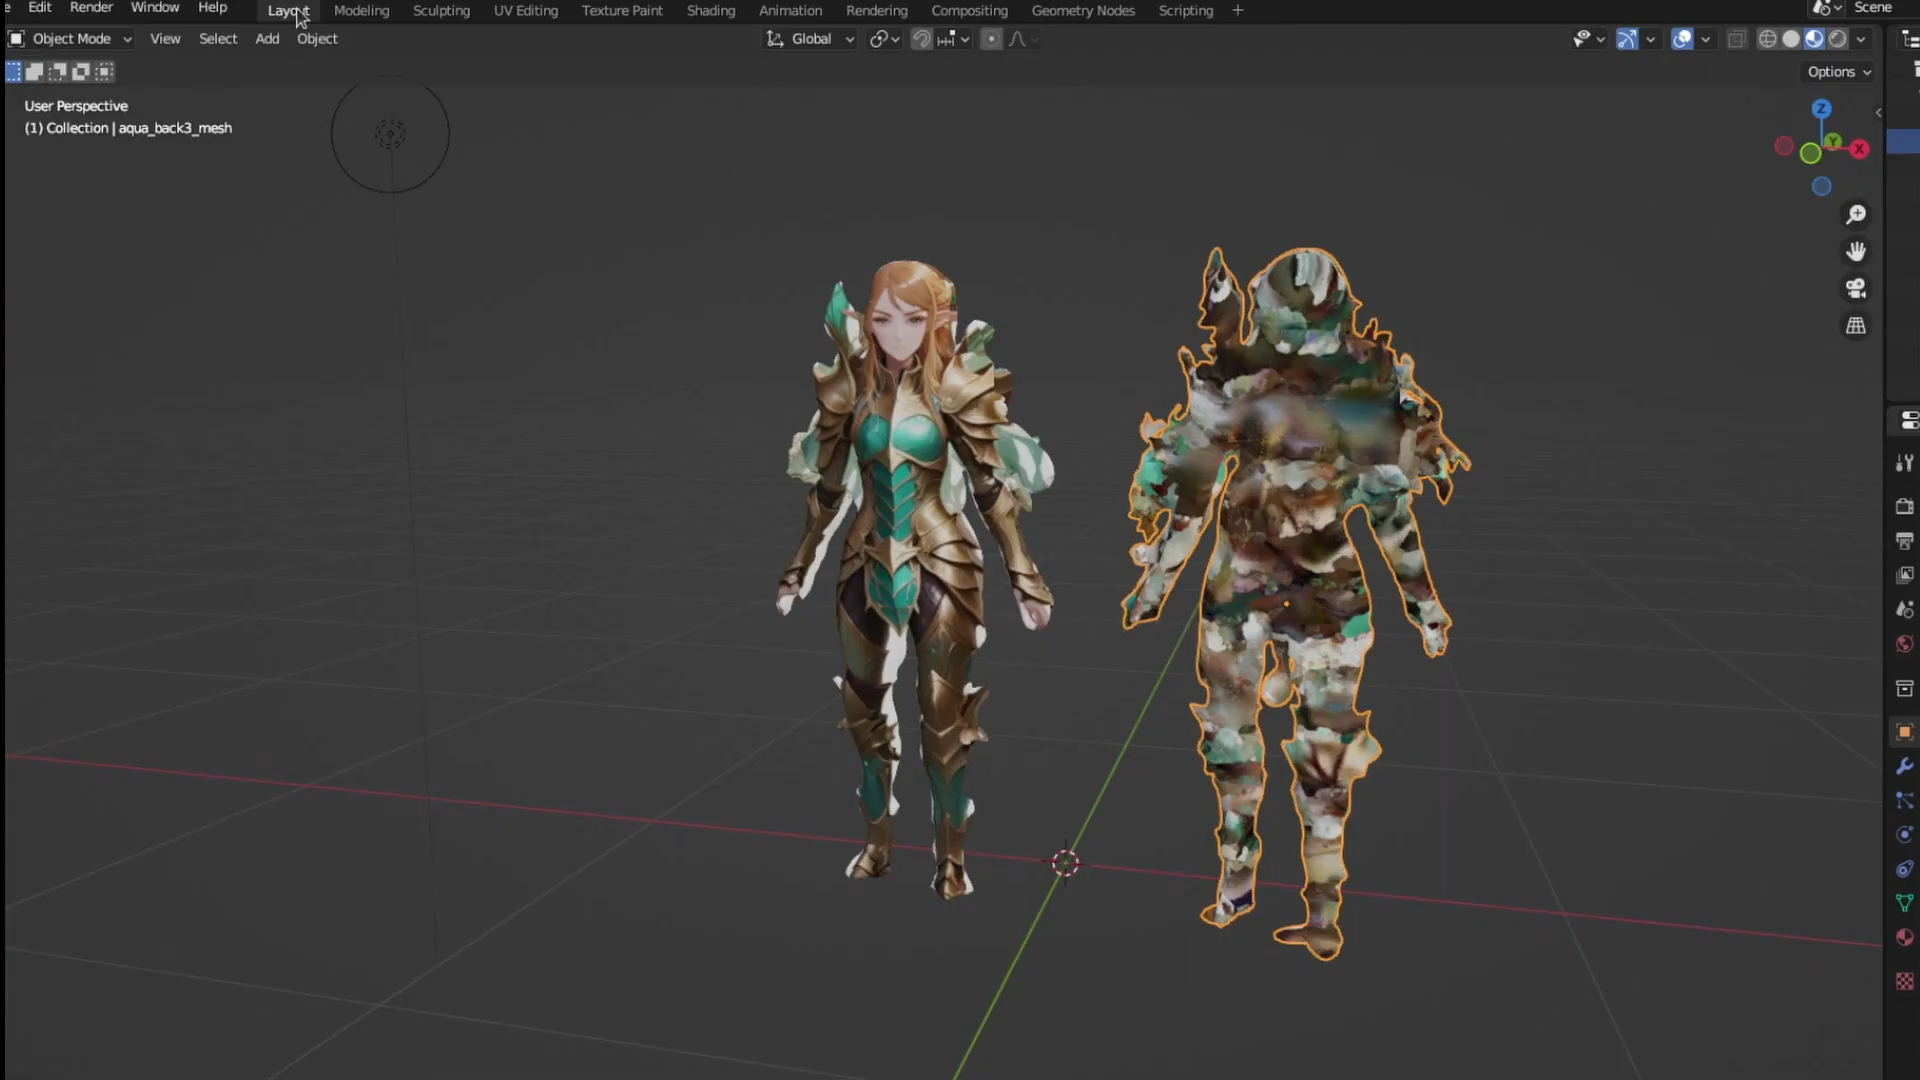 Edit Render Window Help Layout Modeling Sculpting UV Editing Texture Paint Shading Animation Rendering Compositing Geometry Nodes Scripting + Scene
Object Mode View Select Add Object Global
Options
User Perspective
(1) Collection | aqua_back3_mesh
Z
Y
X